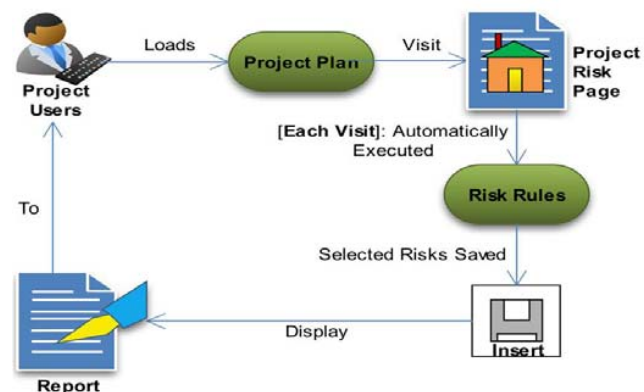 Loads
Project Plan
Visit
Project
Risk
Page
Project
Users
[Each Visit]: Automatically
Executed
Risk Rules
To
Selected Risks Saved
Display
Insert
Report